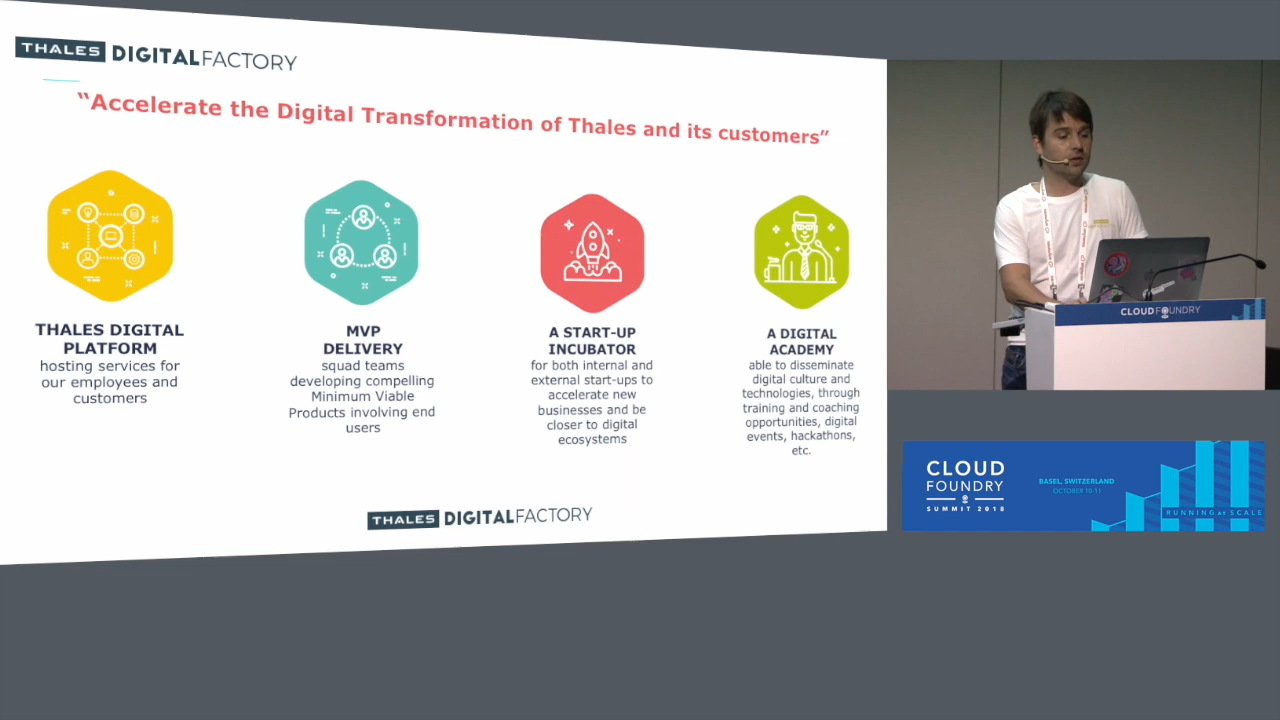 THALES DIGITALFACTORY
“Accelerate the Digital Transformation of Thales and its customers”
THALES DIGITAL
PLATFORM
hosting services for
our employees and
customers
MVP
DELIVERY
squad teams
developing compelling
Minimum Viable
Products involving end
users
A START-UP
INCUBATOR
for both internal and
external start-ups to
accelerate new
businesses and be
closer to digital
ecosystems
A DIGITAL
ACADEMY
able to disseminate
digital culture and
technologies, through
training and coaching
opportunities, digital
events, hackathons,
etc.
THALES DIGITALFACTORY
CLOUD FOUNDRY
CLOUD
FOUNDRY
SUMMIT 2018
BASEL, SWITZERLAND
OCTOBER 10-11
RUNNING AT SCALE